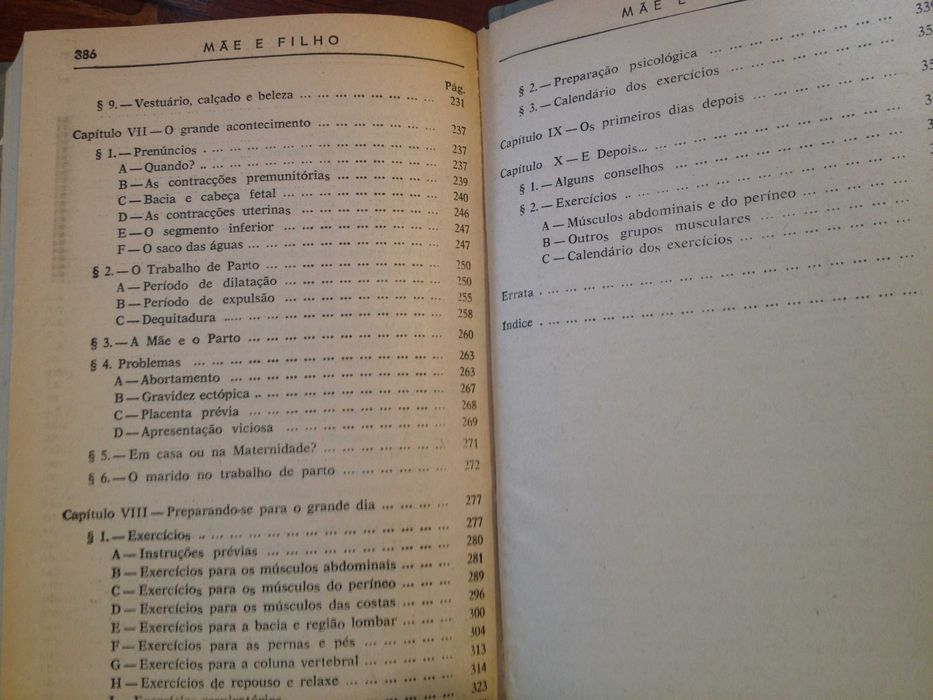 386
MÃE E FILHO
Pág.
§ 9. — Vestuário, calçado e beleza ... ... ... ... ... ... ... ... 231
Capítulo VII — O grande acontecimento ... ... ... ... ... ... ... 237
§ 1. — Prenúncios . ... ... ... ... ... ... ... ... ... ... ... ... 237
A — Quando? .. ... ... ... ... ... ... ... ... ... ... ... 237
B — As contracções premunitórias ... ... ... ... ... ... 239
C — Bacia e cabeça fetal ... ... ... ... ... ... ... ... 240
D — As contracções uterinas ... ... ... ... ... ... ... 246
E — O segmento inferior ... ... ... ... ... ... ... ... 247
F — O saco das águas ... ... ... ... ... ... ... ... ... 247
§ 2. — O Trabalho de Parto ... ... ... ... ... ... ... ... ... 250
A — Período de dilatação ... ... ... ... ... ... ... ... 250
B — Período de expulsão ... ... ... ... ... ... ... ... 255
C — Dequitadura ..... ... ... ... ... ... ... ... ... ... 258
§ 3. — A Mãe e o Parto ... ... ... ... ... ... ... ... ... ... 260
§ 4. Problemas ... ... ... ... ... ... ... ... ... ... ... ... 263
A — Abortamento ... ... ... ... ... ... ... ... ... ... 263
B — Gravidez ectópica .. ... ... ... ... ... ... ... ... 267
C — Placenta prévia ... ... ... ... ... ... ... ... ... 268
D — Apresentação viciosa ... ... ... ... ... ... ... ... 269
§ 5. — Em casa ou na Maternidade? ... ... ... ... ... ... ... 271
§ 6. — O marido no trabalho de parto ... ... ... ... ... ... 272
Capítulo VIII — Preparando-se para o grande dia ... ... ... ... 277
§ 1. — Exercícios .. ... ... ... ... ... ... ... ... ... ... ... 277
A — Instruções prévias ... ... ... ... ... ... ... ... ... 280
B — Exercícios para os músculos abdominais ... ... ... 281
C — Exercícios para os músculos do períneo ... ... ... 289
D — Exercícios para os músculos das costas ... ... ... 296
E — Exercícios para a bacia e região lombar ... ... ... 300
F — Exercícios para as pernas e pés ... ... ... ... ... 304
G — Exercícios para a coluna vertebral ... ... ... ... 313
H — Exercícios de repouso e relaxe ... ... ... ... ... 314
323
MÃE E
§ 2. — Preparação psicológica ... ... ... ... ... ... ... ...
§ 3. — Calendário dos exercícios ... ... ... ... ... ... ...
Capítulo IX — Os primeiros dias depois ... ... ... ... ... ...
Capítulo X — E Depois... ... ... ... ... ... ... ... ... ...
§ 1. — Alguns conselhos ... ... ... ... ... ... ... ... ...
§ 2. — Exercícios .. ... ... ... ... ... ... ... ... ... ...
A — Músculos abdominais e do períneo ... ... ... ...
B — Outros grupos musculares ... ... ... ... ... ...
C — Calendário dos exercícios ... ... ... ... ... ...
Errata . ... ... ... ... ... ... ... ... ... ... ... ... ... ...
Índice . ... ... ... ... ... ... ... ... ... ... ... ... ... ...